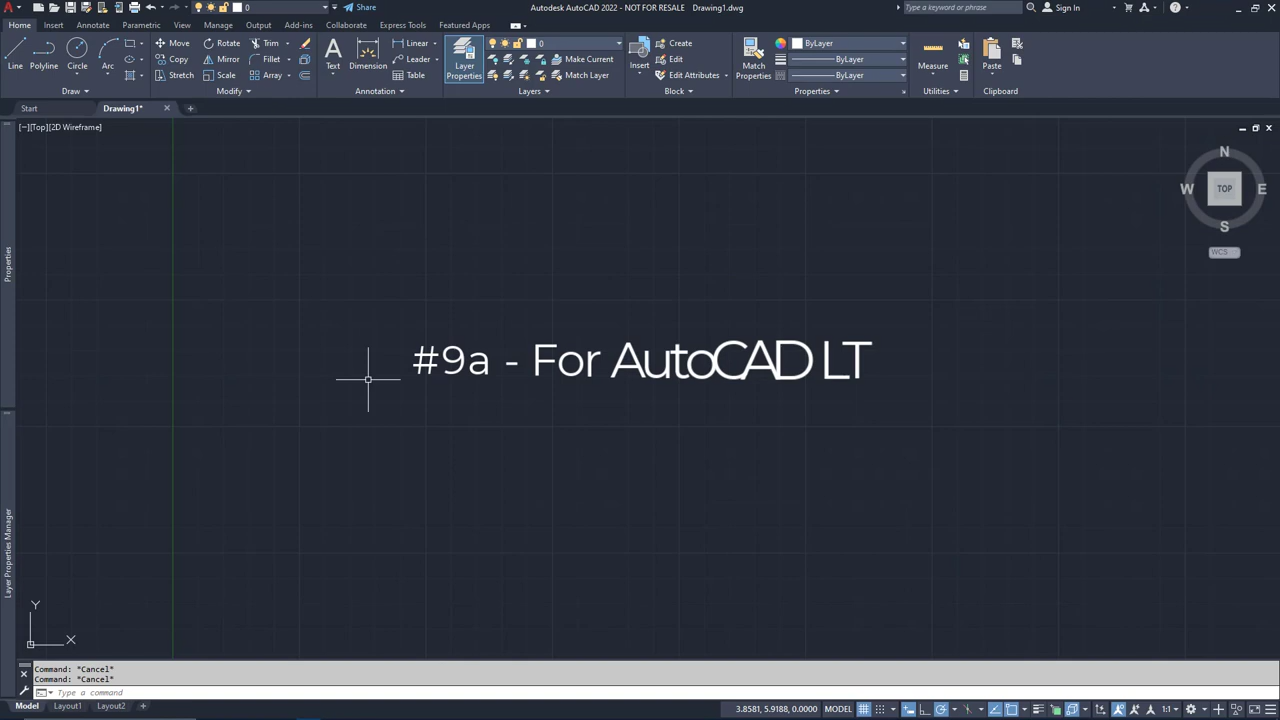 0
Share
Autodesk AutoCAD 2022 - NOT FOR RESALE Drawing1.dwg
Type a keyword or phrase
Sign In
Home Insert Annotate Parametric View Manage Output Add-ins Collaborate Express Tools Featured Apps
Line Polyline Circle Arc
Move Rotate Trim
Copy Mirror Fillet
Stretch Scale Array
Text Dimension
Linear
Leader
Table
Layer Properties
0
Make Current
Match Layer
Insert
Create
Edit
Edit Attributes
Match Properties
ByLayer
ByLayer
ByLayer
Measure
Paste
Draw Modify Annotation Layers Block Properties Utilities Clipboard
Start Drawing1*
[−][Top][2D Wireframe]
N
W TOP E
S
WCS
Properties
#9a - For AutoCAD LT
Layer Properties Manager
Y
X
Command: *Cancel*
Command: *Cancel*
Type a command
Model Layout1 Layout2
3.8581, 5.9188, 0.0000 MODEL 1:1